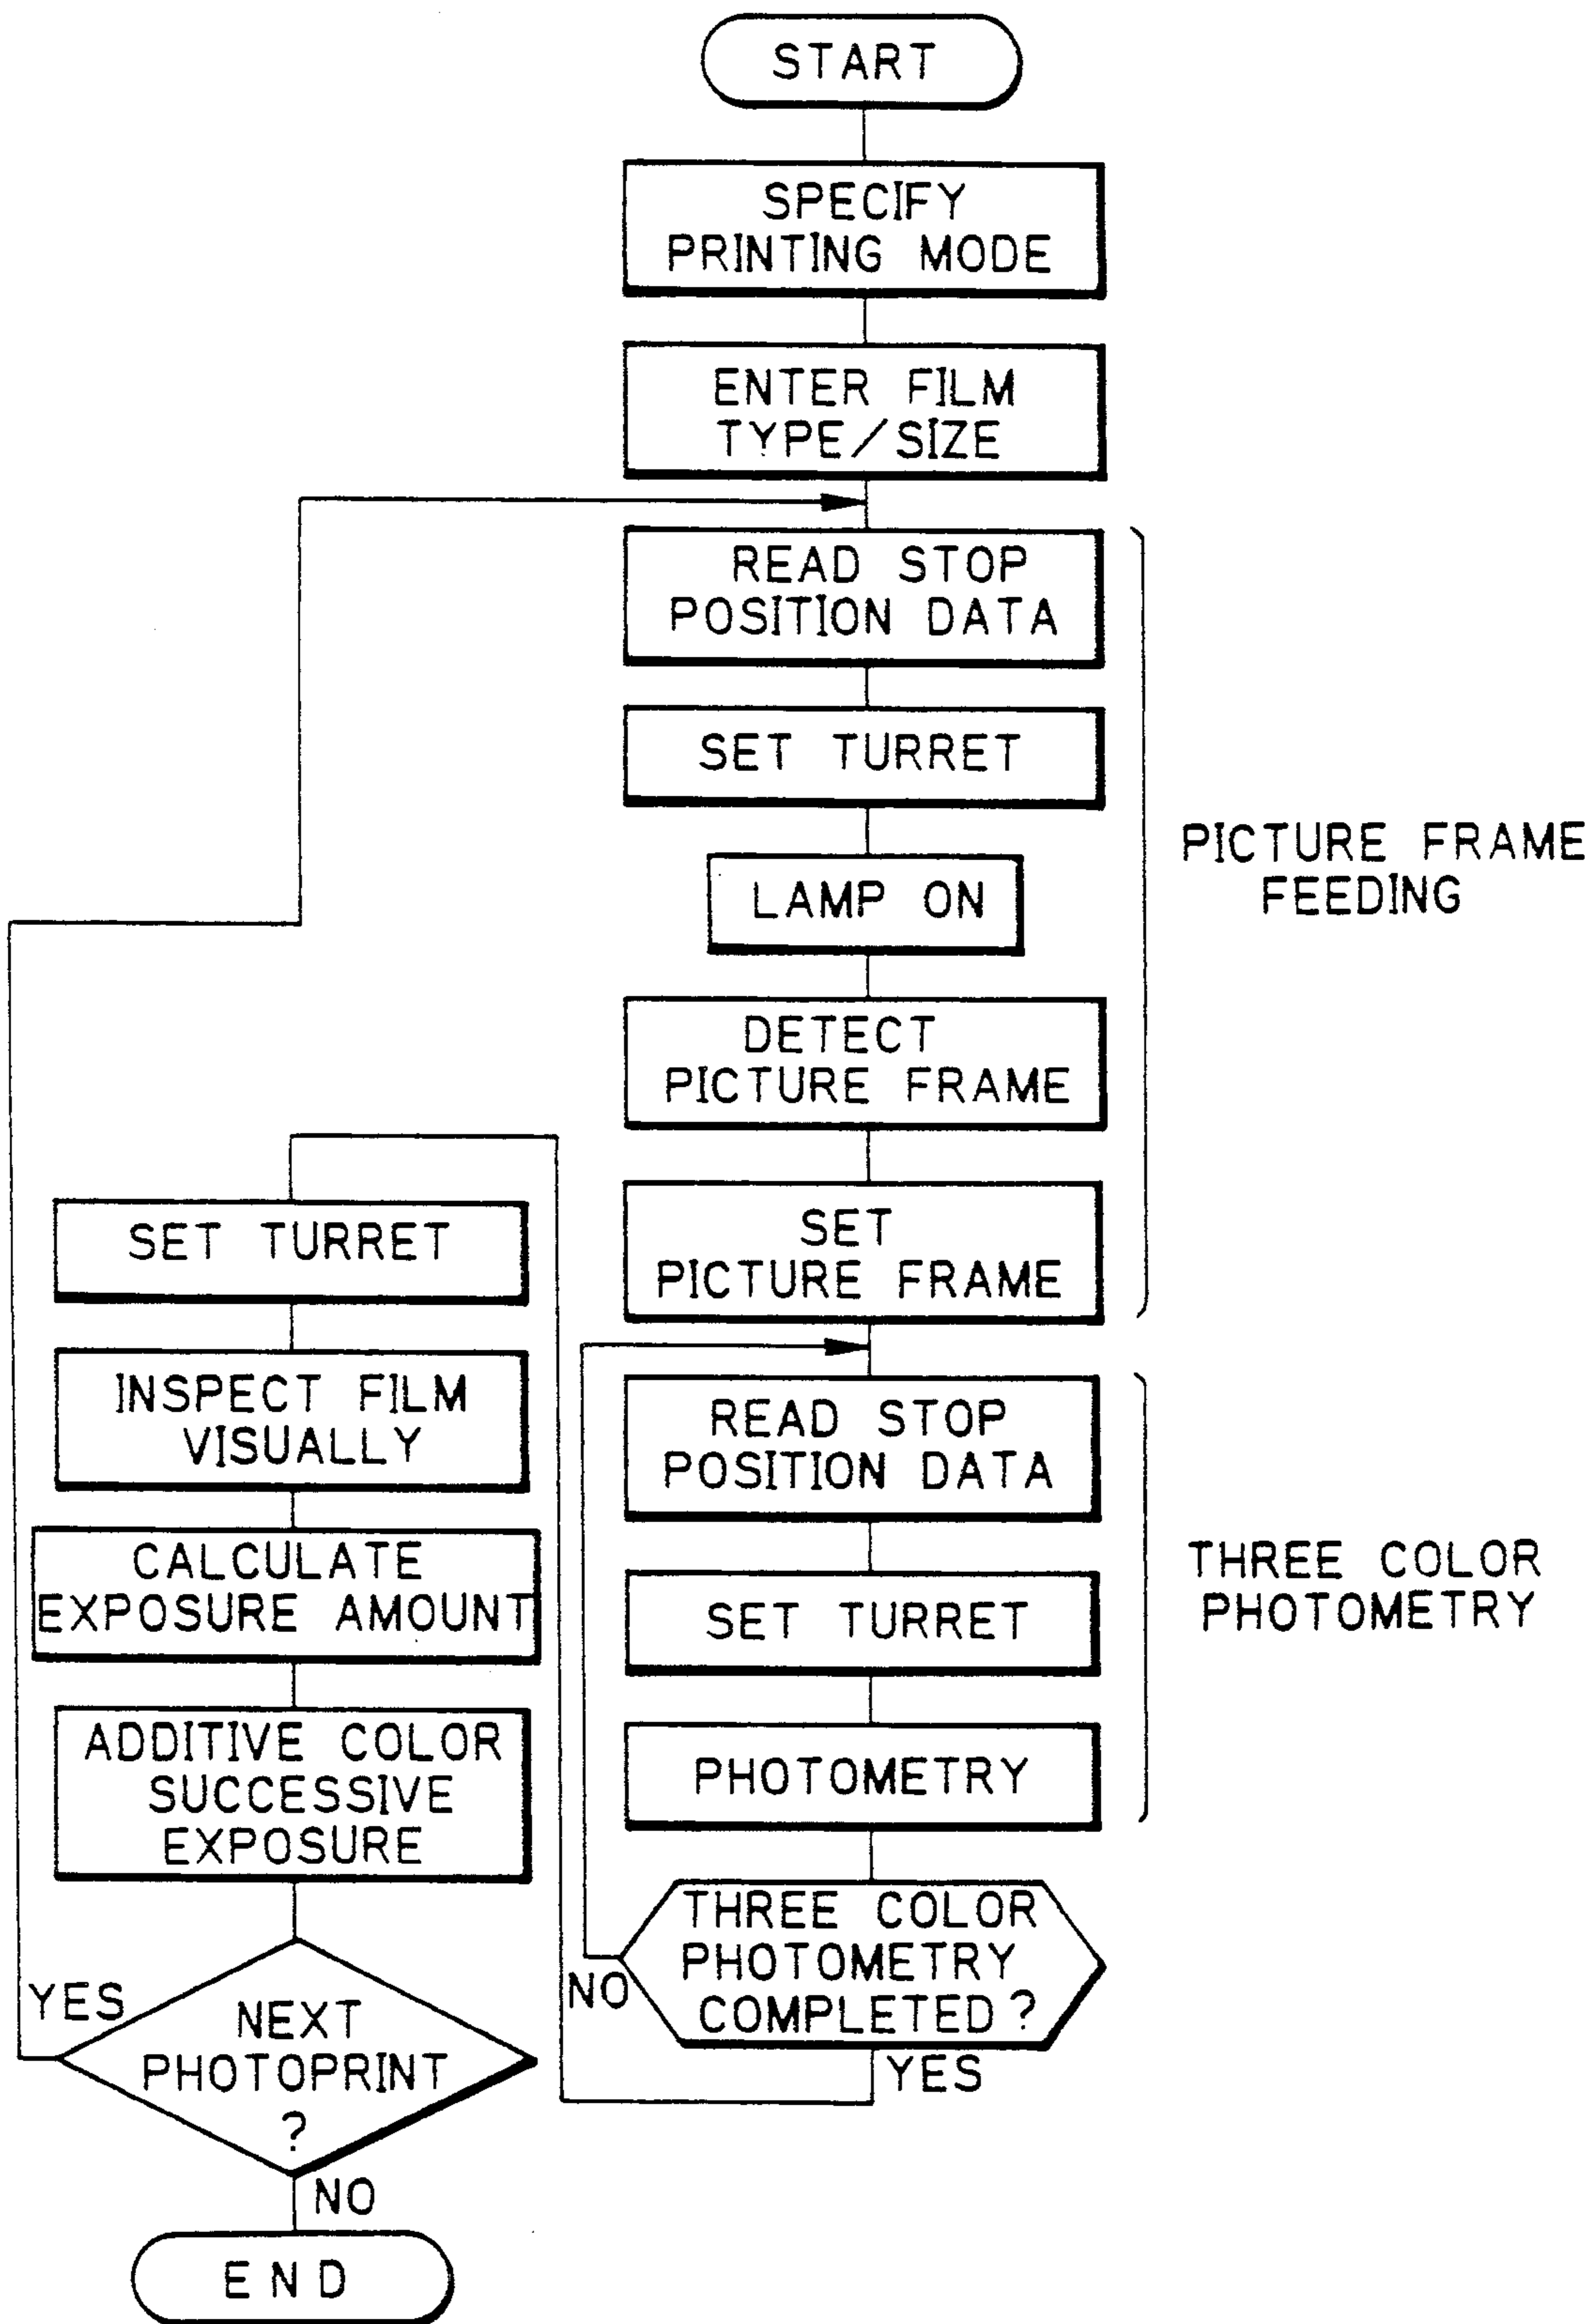 START
SPECIFY
PRINTING MODE
ENTER FILM
TYPE/SIZE
READ STOP
POSITION DATA
SET TURRET
LAMP ON
DETECT
PICTURE FRAME
SET
PICTURE FRAME
PICTURE FRAME
FEEDING
READ STOP
POSITION DATA
SET TURRET
PHOTOMETRY
THREE COLOR
PHOTOMETRY
THREE COLOR
PHOTOMETRY
COMPLETED?
NO
YES
SET TURRET
INSPECT FILM
VISUALLY
CALCULATE
EXPOSURE AMOUNT
ADDITIVE COLOR
SUCCESSIVE
EXPOSURE
YES
NEXT
PHOTOPRINT
?
NO
END